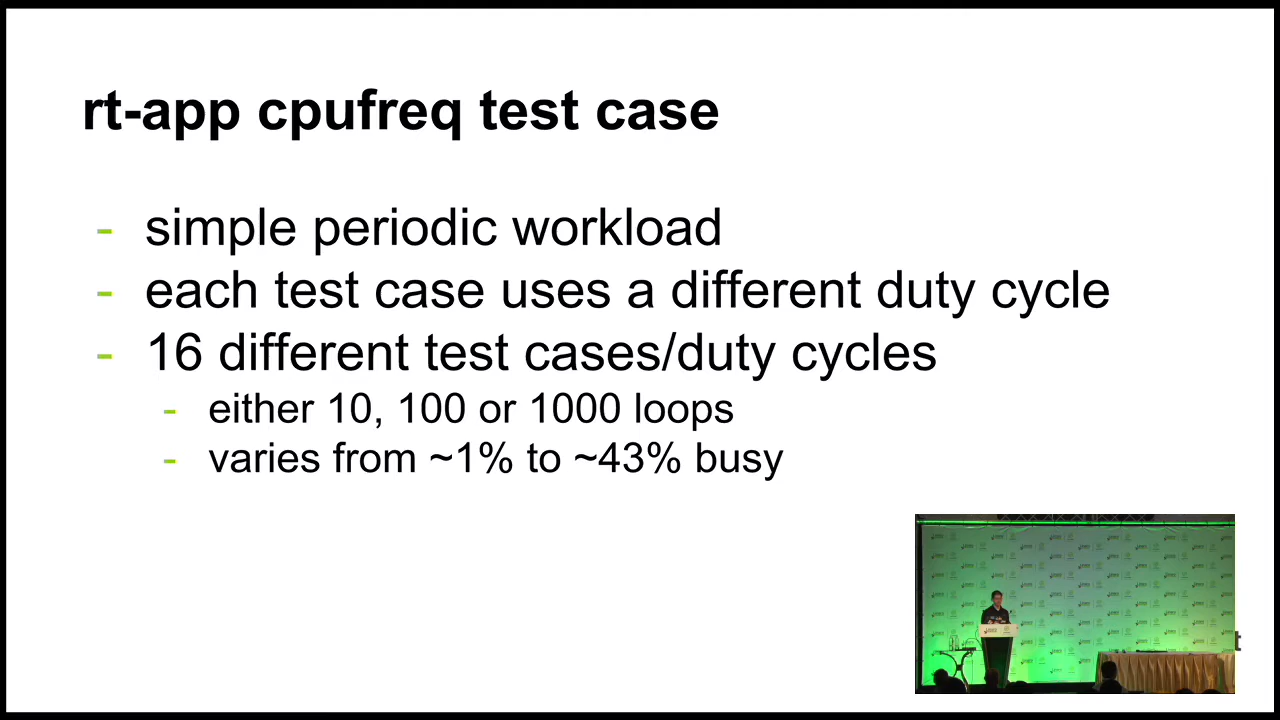 rt-app cpufreq test case
- simple periodic workload
- each test case uses a different duty cycle
- 16 different test cases/duty cycles
- either 10, 100 or 1000 loops
- varies from ~1% to ~43% busy